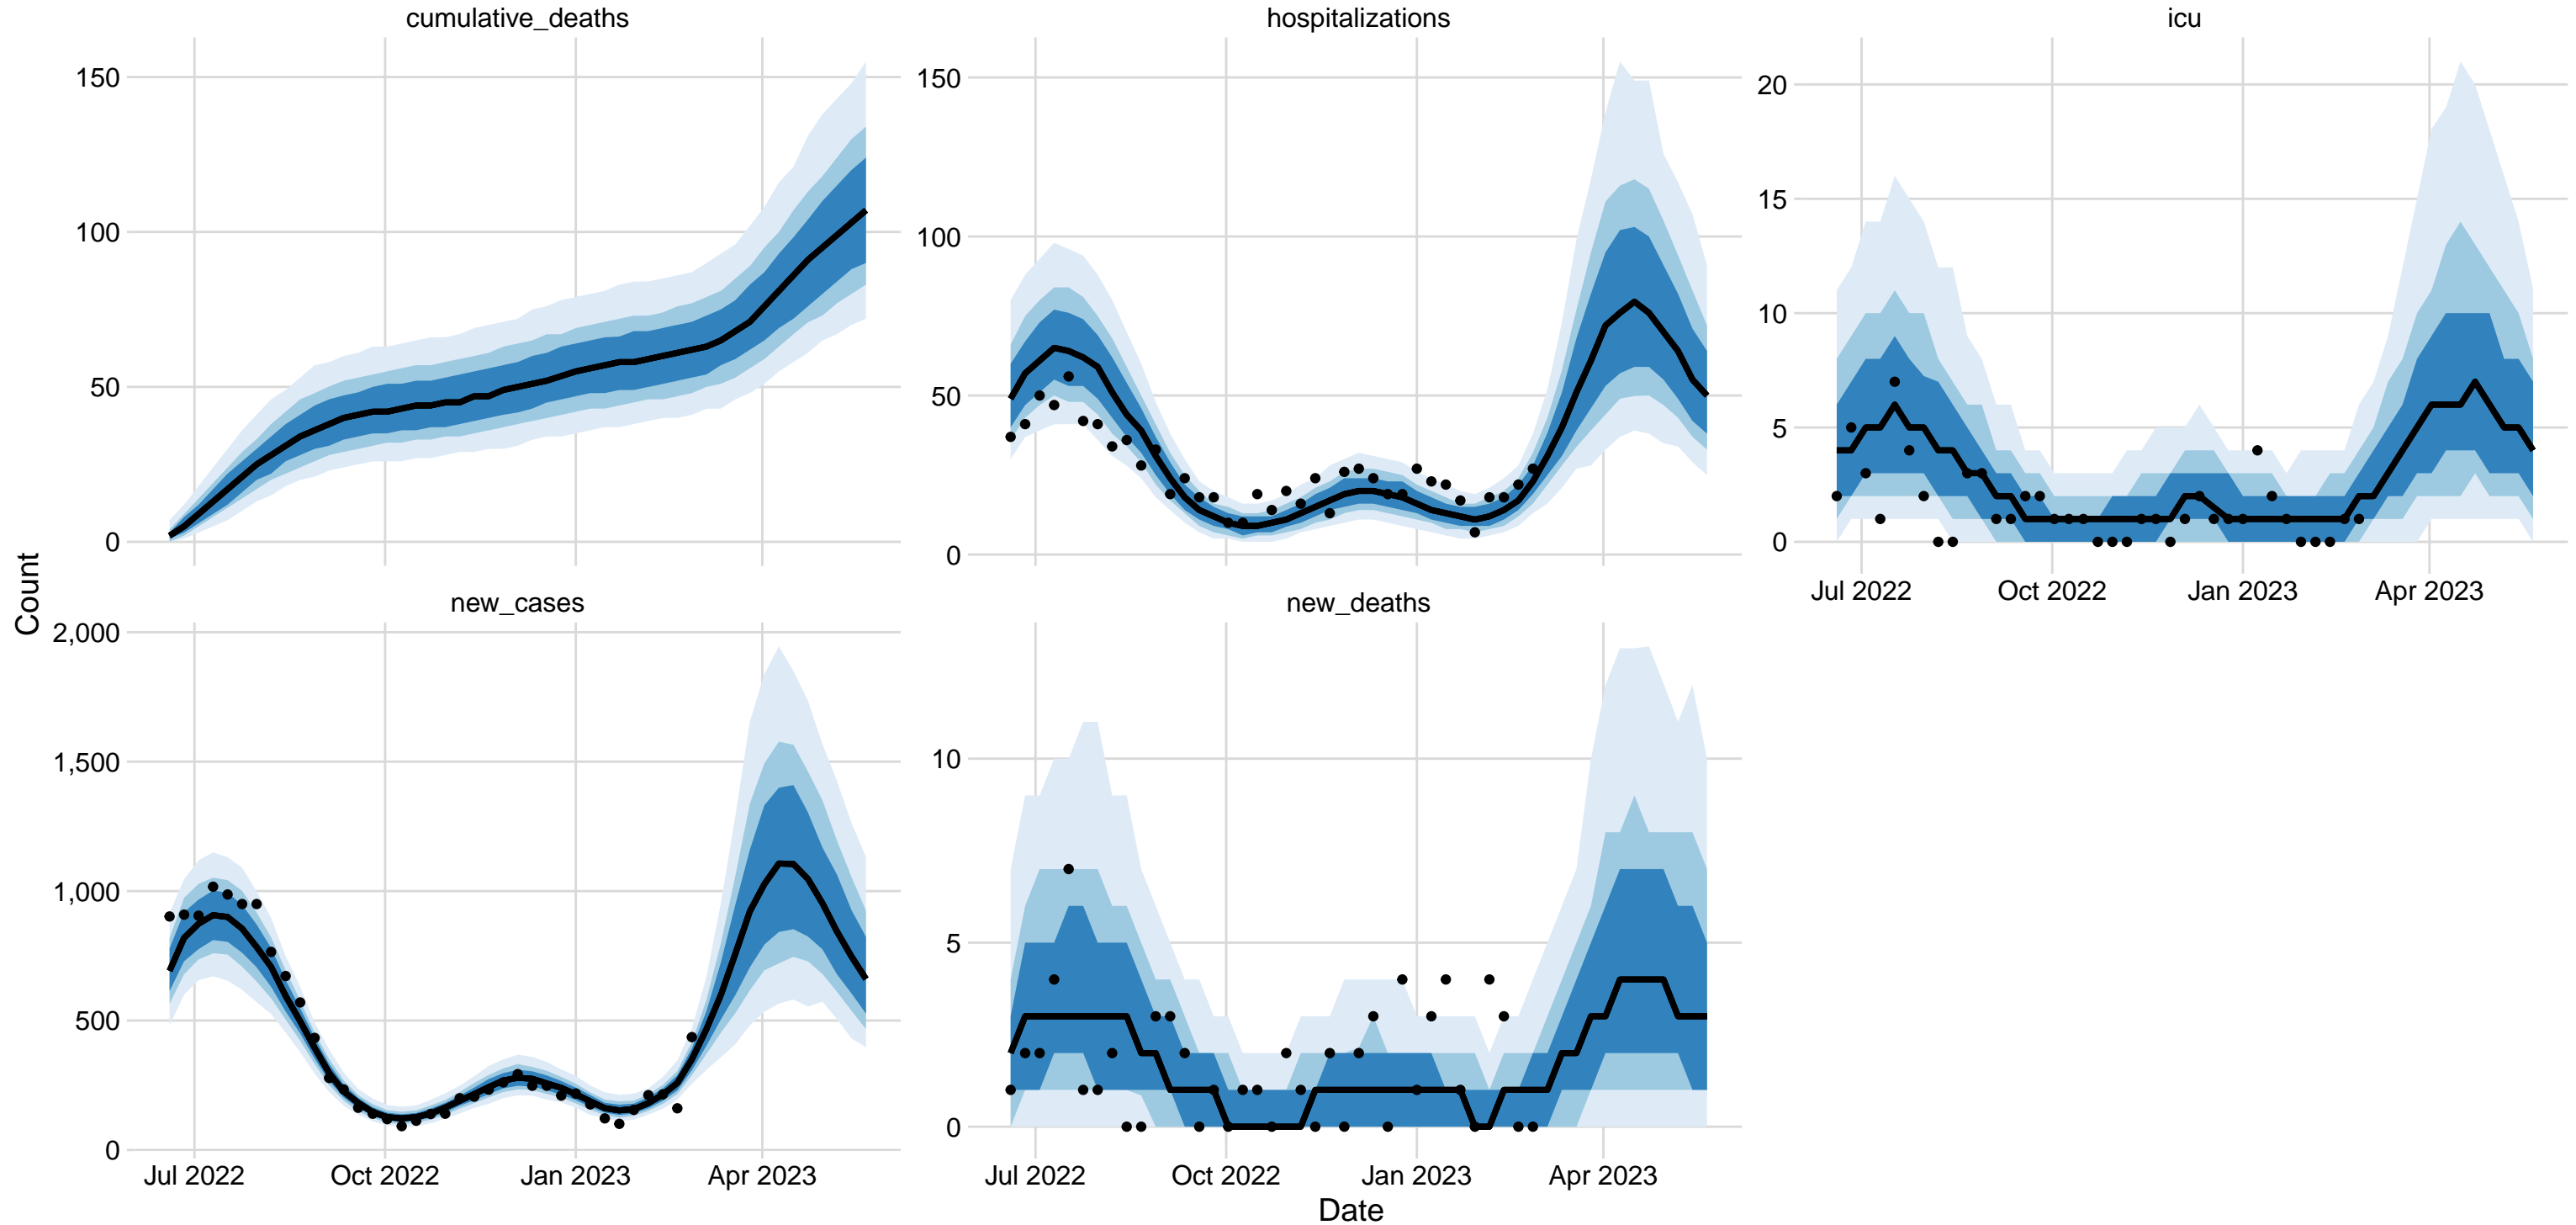 cumulative_deaths
hospitalizations
icu
150
100
50
0
150
100
50
0
20
15
10
5
0
Jul 2022
Oct 2022
Jan 2023
Apr 2023
Count
new_cases
new_deaths
2,000
1,500
1,000
500
0
10
5
0
Jul 2022
Oct 2022
Jan 2023
Apr 2023
Jul 2022
Oct 2022
Jan 2023
Apr 2023
Date